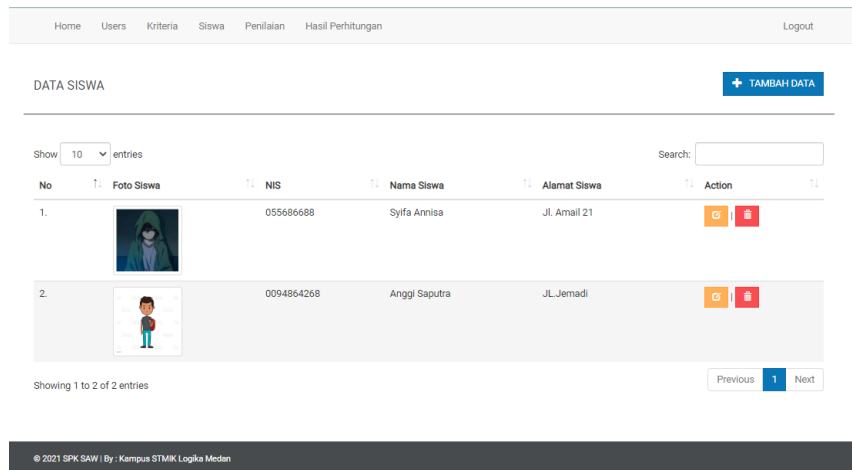 Home Users Kriteria Siswa Penilaian Hasil Perhitungan Logout
DATA SISWA
TAMBAH DATA
Show 10 entries Search:
No Foto Siswa NIS Nama Siswa Alamat Siswa Action
1. 055686688 Syifa Annisa Jl. Amail 21 |
2. 0094864268 Anggi Saputra JL.Jemadi |
Showing 1 to 2 of 2 entries
Previous 1 Next
© 2021 SPK SAW | By : Kampus STMIK Logika Medan